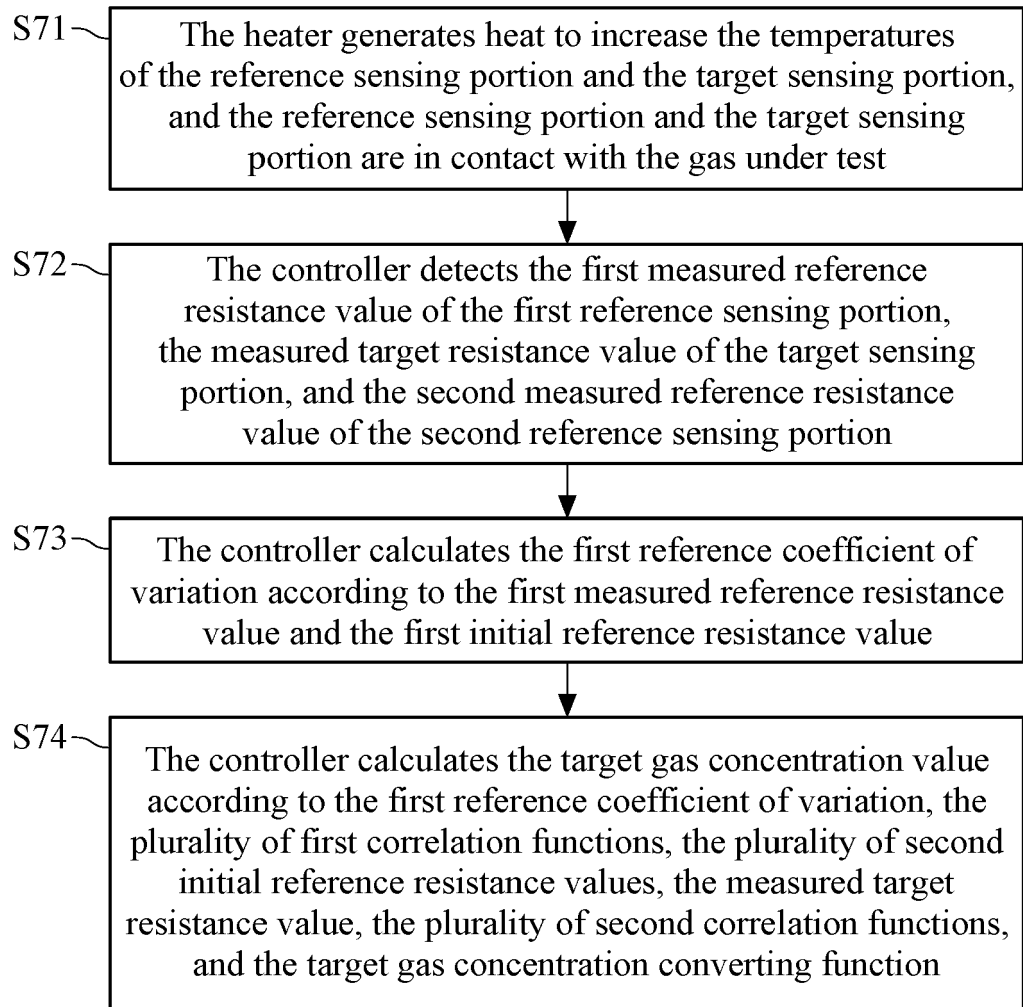 S71
The heater generates heat to increase the temperatures
of the reference sensing portion and the target sensing portion,
and the reference sensing portion and the target sensing
portion are in contact with the gas under test
S72
The controller detects the first measured reference
resistance value of the first reference sensing portion,
the measured target resistance value of the target sensing
portion, and the second measured reference resistance
value of the second reference sensing portion
S73
The controller calculates the first reference coefficient of
variation according to the first measured reference resistance
value and the first initial reference resistance value
S74
The controller calculates the target gas concentration value
according to the first reference coefficient of variation, the
plurality of first correlation functions, the plurality of second
initial reference resistance values, the measured target
resistance value, the plurality of second correlation functions,
and the target gas concentration converting function